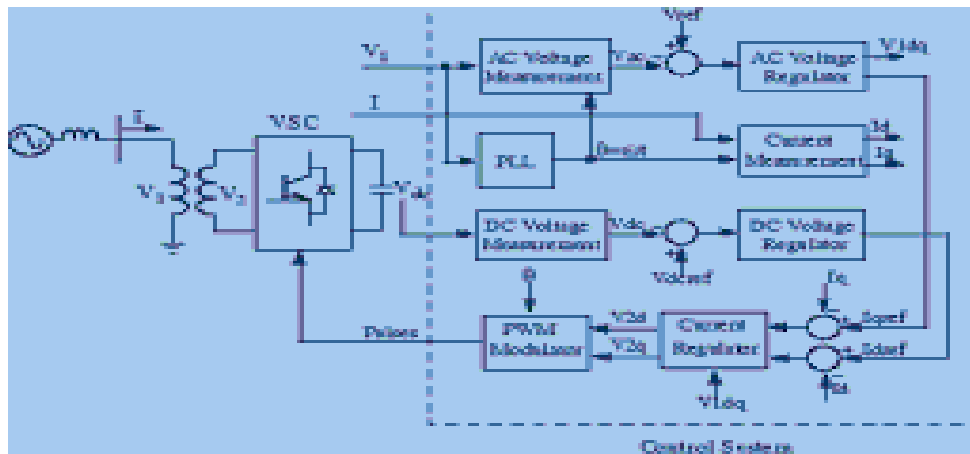 Vref
V1
AC Voltage
Measurement
Vac
AC Voltage
Regulator
V1dq
I
VSC
I
PLL
θ=ωt
Current
Measurement
Id
Iq
V1
V2
Vdc
DC Voltage
Measurement
Vdc
DC Voltage
Regulator
Vdcref
θ
Iq
Pulses
PWM
Modulator
V2d
V2q
Current
Regulator
Iqref
Idref
Id
V1dq
Control System